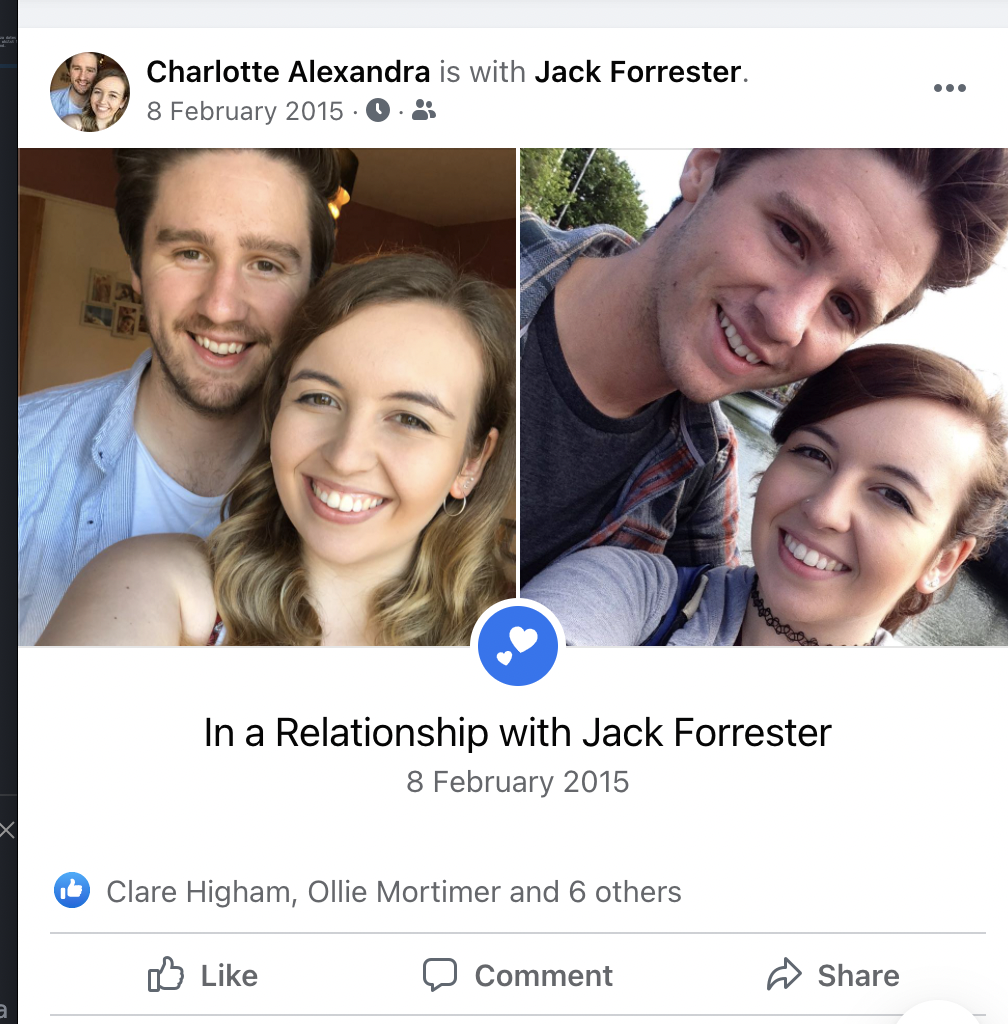 Charlotte Alexandra is with Jack Forrester.
8 February 2015 · ·
In a Relationship with Jack Forrester
8 February 2015
Clare Higham, Ollie Mortimer and 6 others
Like Comment Share
a